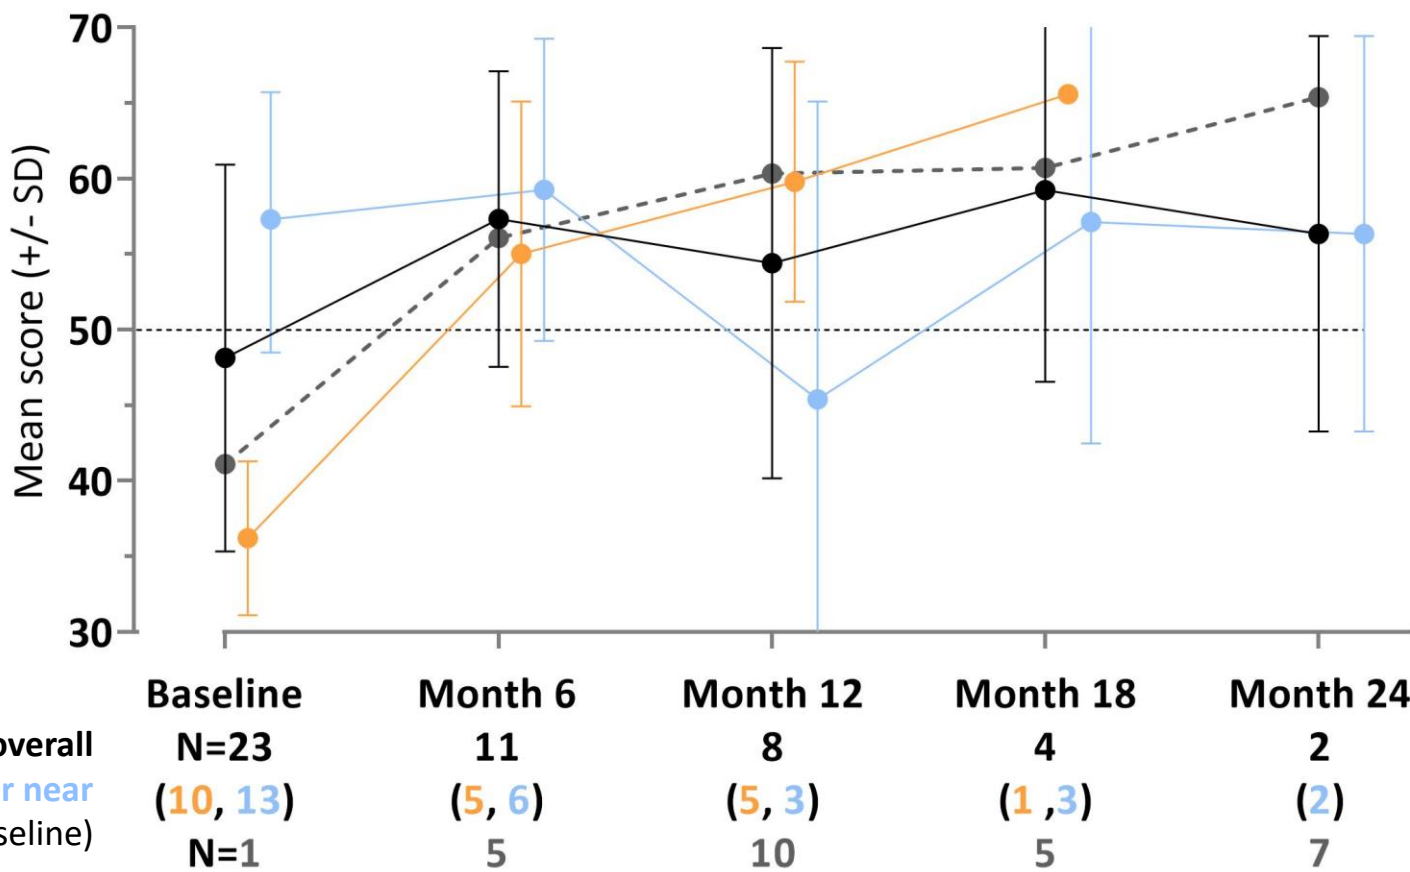 70
60
50
40
30
Mean score (+/- SD)
Baseline Month 6 Month 12 Month 18 Month 24
overall N=23 11 8 4 2
r near (10, 13) (5, 6) (5, 3) (1 ,3) (2)
seline) N=1 5 10 5 7